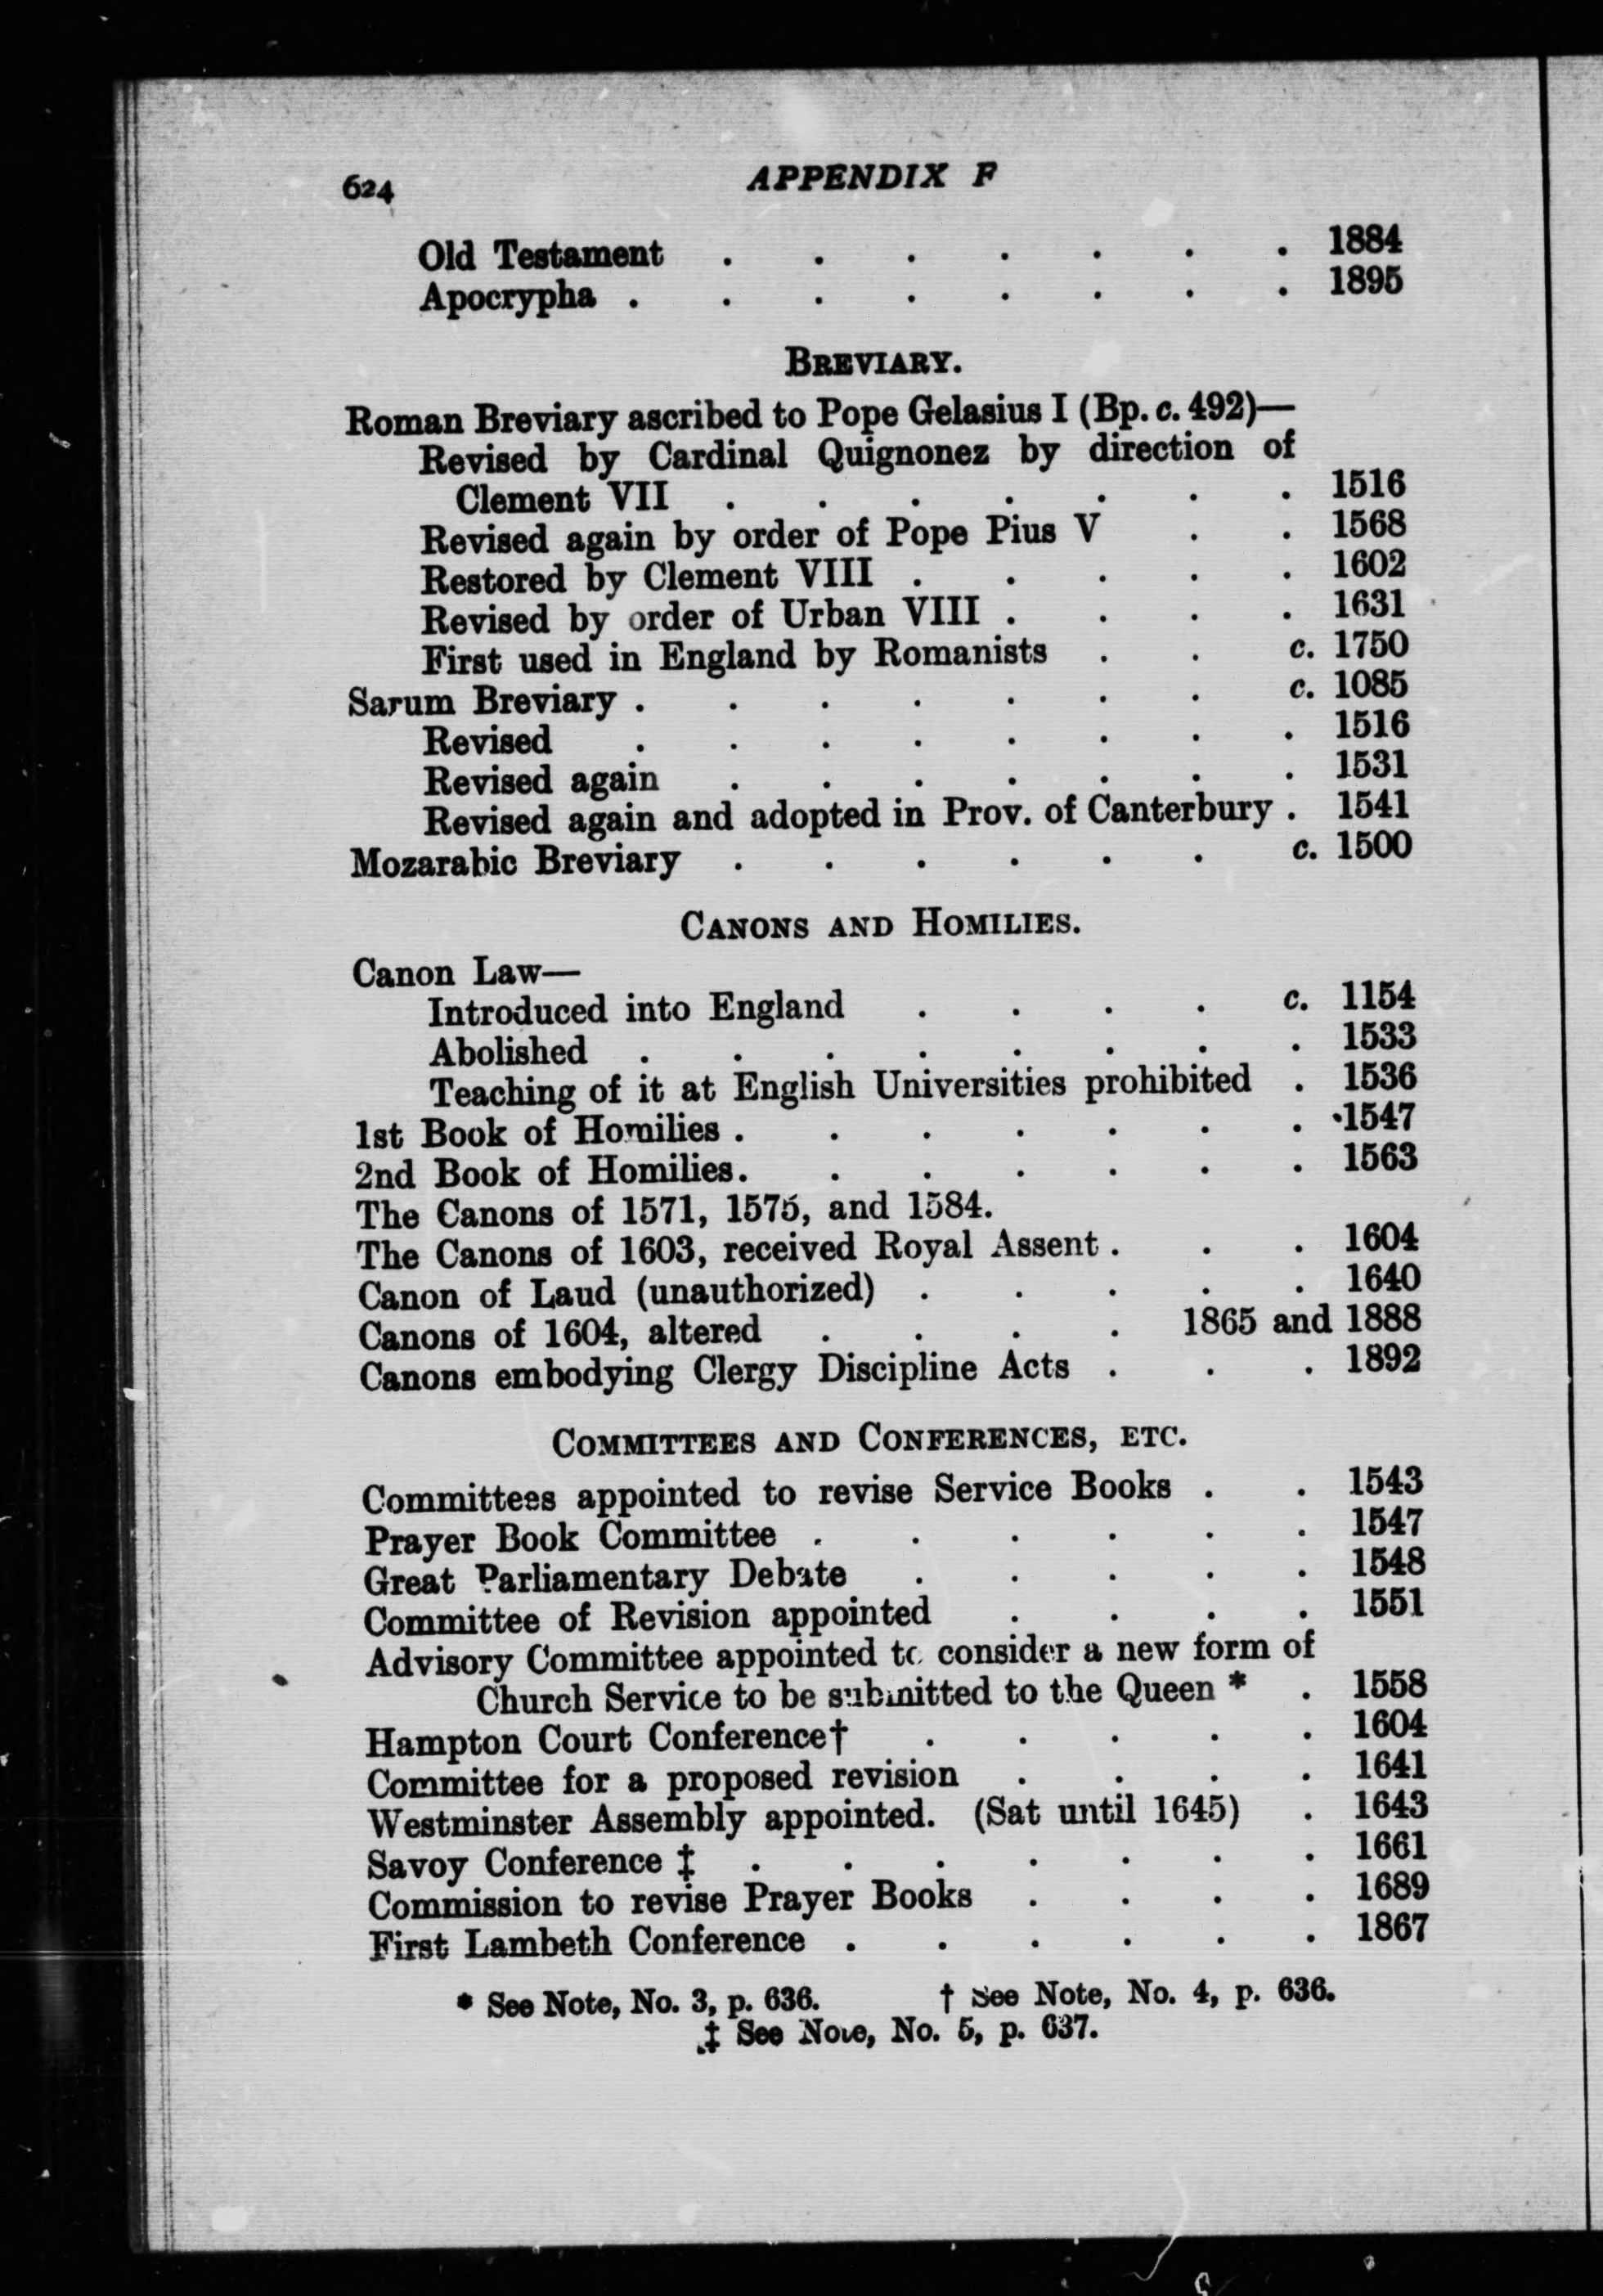 624
APPENDIX F
Old Testament . . . . . . . 1884
Apocrypha . . . . . . . . 1895
BREVIARY.
Roman Breviary ascribed to Pope Gelasius I (Bp. c. 492)—
Revised by Cardinal Quignonez by direction of
Clement VII . . . . . . . 1516
Revised again by order of Pope Pius V . . 1568
Restored by Clement VIII . . . . . 1602
Revised by order of Urban VIII . . . . 1631
First used in England by Romanists . . c. 1750
Sarum Breviary . . . . . . . c. 1085
Revised . . . . . . . . 1516
Revised again . . . . . . . 1531
Revised again and adopted in Prov. of Canterbury . 1541
Mozarabic Breviary . . . . . . c. 1500
CANONS AND HOMILIES.
Canon Law—
Introduced into England . . . . c. 1154
Abolished . . . . . . . . 1533
Teaching of it at English Universities prohibited . 1536
1st Book of Homilies . . . . . . . 1547
2nd Book of Homilies . . . . . . . 1563
The Canons of 1571, 1575, and 1584.
The Canons of 1603, received Royal Assent . . . 1604
Canon of Laud (unauthorized) . . . . . 1640
Canons of 1604, altered . . . . 1865 and 1888
Canons embodying Clergy Discipline Acts . . . 1892
COMMITTEES AND CONFERENCES, ETC.
Committees appointed to revise Service Books . . 1543
Prayer Book Committee . . . . . . 1547
Great Parliamentary Debate . . . . . 1548
Committee of Revision appointed . . . . 1551
Advisory Committee appointed to consider a new form of
Church Service to be submitted to the Queen * . 1558
Hampton Court Conference† . . . . . 1604
Committee for a proposed revision . . . . 1641
Westminster Assembly appointed. (Sat until 1645) . 1643
Savoy Conference ‡ . . . . . . . 1661
Commission to revise Prayer Books . . . . 1689
First Lambeth Conference . . . . . . 1867
* See Note, No. 3, p. 636. † See Note, No. 4, p. 636.
‡ See Note, No. 5, p. 637.